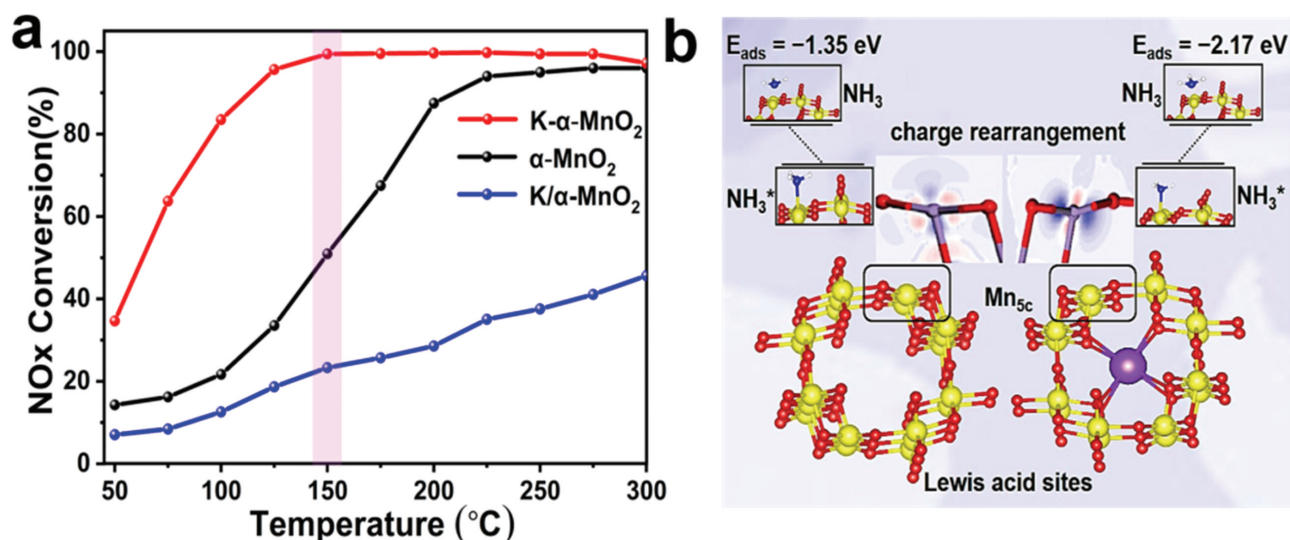 a
NOx Conversion(%)
100
80
60
40
20
0
K-α-MnO₂
α-MnO₂
K/α-MnO₂
50 100 150 200 250 300
Temperature (°C)
b
Eads = −1.35 eV
Eads = −2.17 eV
NH₃
NH₃
charge rearrangement
NH₃*
NH₃*
Mn5c
Lewis acid sites